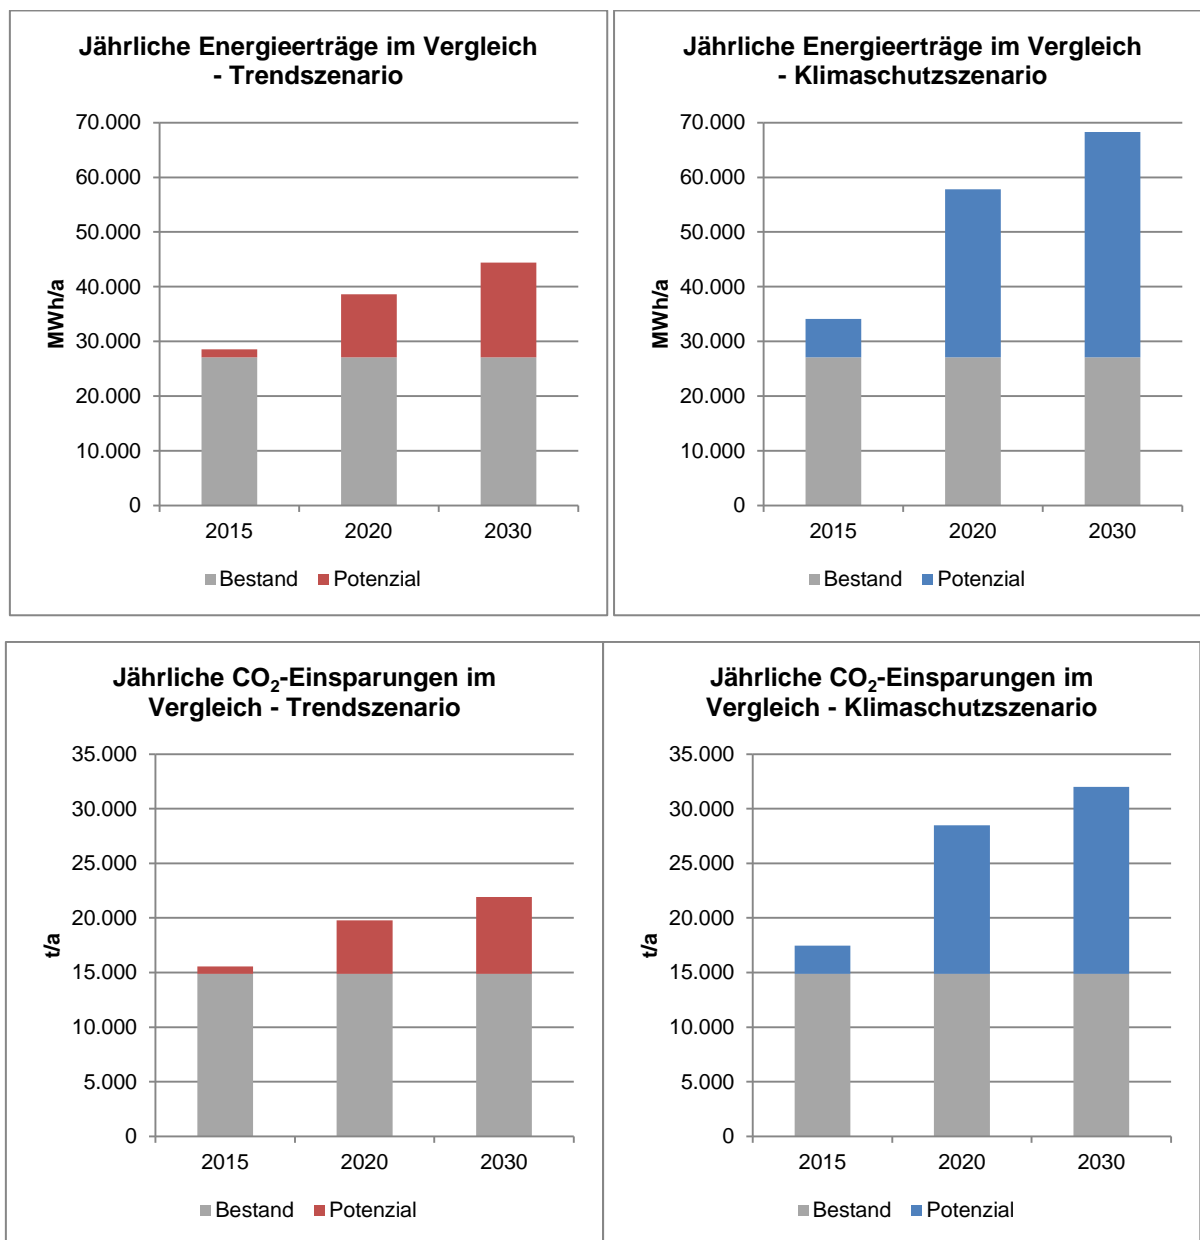 Jährliche Energieerträge im Vergleich
- Trendszenario
70.000
60.000
50.000
40.000
30.000
20.000
10.000
0
MWh/a
2015 2020 2030
Bestand Potenzial
Jährliche Energieerträge im Vergleich
- Klimaschutzszenario
70.000
60.000
50.000
40.000
30.000
20.000
10.000
0
MWh/a
2015 2020 2030
Bestand Potenzial
Jährliche CO₂-Einsparungen im
Vergleich - Trendszenario
35.000
30.000
25.000
20.000
15.000
10.000
5.000
0
t/a
2015 2020 2030
Bestand Potenzial
Jährliche CO₂-Einsparungen im
Vergleich - Klimaschutzszenario
35.000
30.000
25.000
20.000
15.000
10.000
5.000
0
t/a
2015 2020 2030
Bestand Potenzial